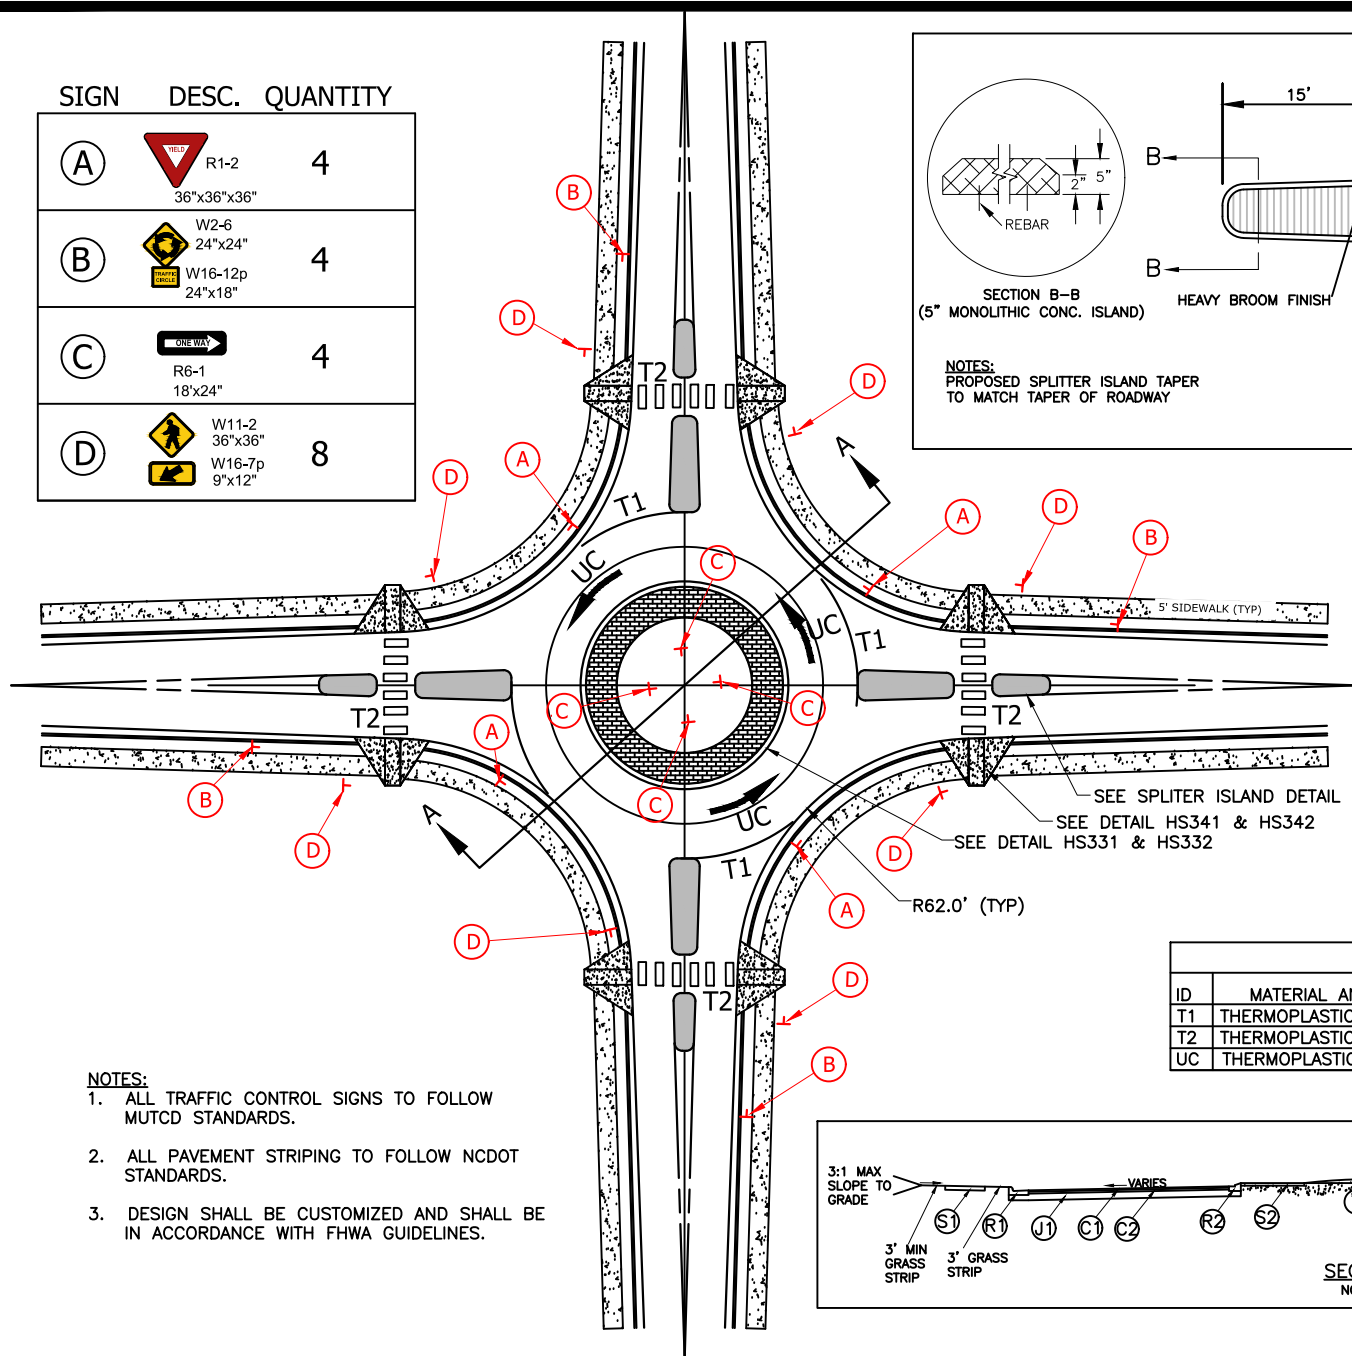 SIGN DESC. QUANTITY
A YIELD R1-2 4
36"x36"x36"
B W2-6 4
24"x24"
TRAFFIC CIRCLE W16-12p
24"x18"
C ONE WAY 4
R6-1
18'x24"
D W11-2 8
36"x36"
W16-7p
9"x12"
15'
B
B
2" 5"
REBAR
SECTION B-B
(5" MONOLITHIC CONC. ISLAND)
HEAVY BROOM FINISH
NOTES:
PROPOSED SPLITTER ISLAND TAPER
TO MATCH TAPER OF ROADWAY
B
D
T2
D
A
D
A
T1
A
D
B
UC
C
5' SIDEWALK (TYP)
UC
T1
C
C
T2
T2
A
B
C
A
UC
D
D
T1
SEE SPLITER ISLAND DETAIL
SEE DETAIL HS341 & HS342
SEE DETAIL HS331 & HS332
R62.0' (TYP)
A
D
D
T2
B
ID MATERIAL
T1 THERMOPLASTIC
T2 THERMOPLASTIC
UC THERMOPLASTIC
NOTES:
1. ALL TRAFFIC CONTROL SIGNS TO FOLLOW
MUTCD STANDARDS.
2. ALL PAVEMENT STRIPING TO FOLLOW NCDOT
STANDARDS.
3. DESIGN SHALL BE CUSTOMIZED AND SHALL BE
IN ACCORDANCE WITH FHWA GUIDELINES.
3:1 MAX
SLOPE TO
GRADE
VARIES
S1 R1 J1 C1 C2 R2 S2
3' MIN
GRASS
STRIP
3' GRASS
STRIP